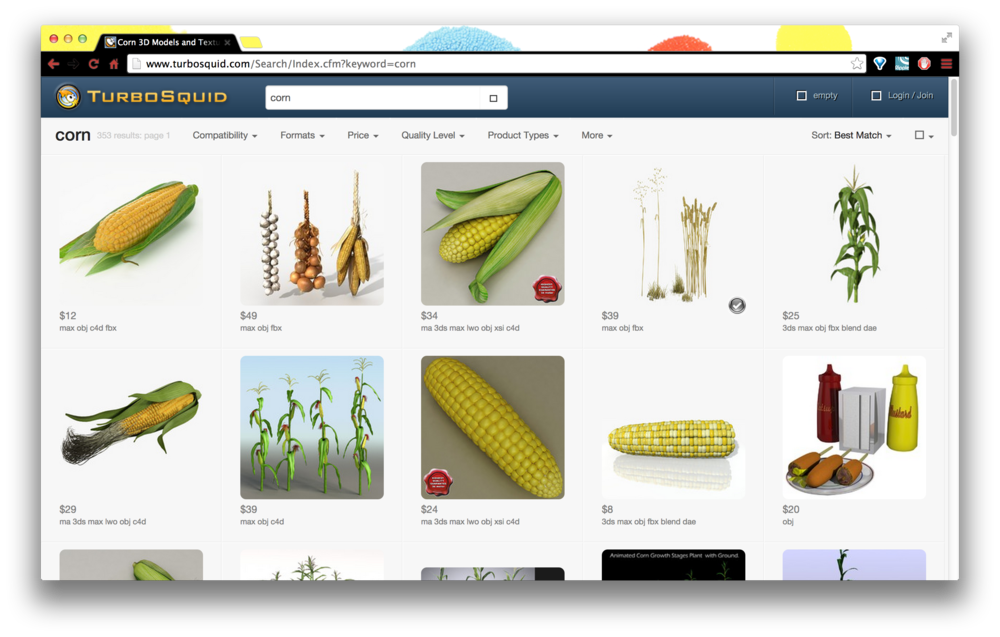 Corn 3D Models and Textu
www.turbosquid.com/Search/Index.cfm?keyword=corn
TurboSquid
corn
empty
Login / Join
corn 353 results: page 1
Compatibility
Formats
Price
Quality Level
Product Types
More
Sort: Best Match
$12
max obj c4d fbx
$49
max obj fbx
$34
ma 3ds max lwo obj xsi c4d
$39
max obj fbx
$25
3ds max obj fbx blend dae
Mustard
$29
ma 3ds max lwo obj c4d
$39
max obj c4d
$24
ma 3ds max lwo obj xsi c4d
$8
3ds max obj fbx blend dae
$20
obj
Animated Corn Growth Stages Plant with Ground.